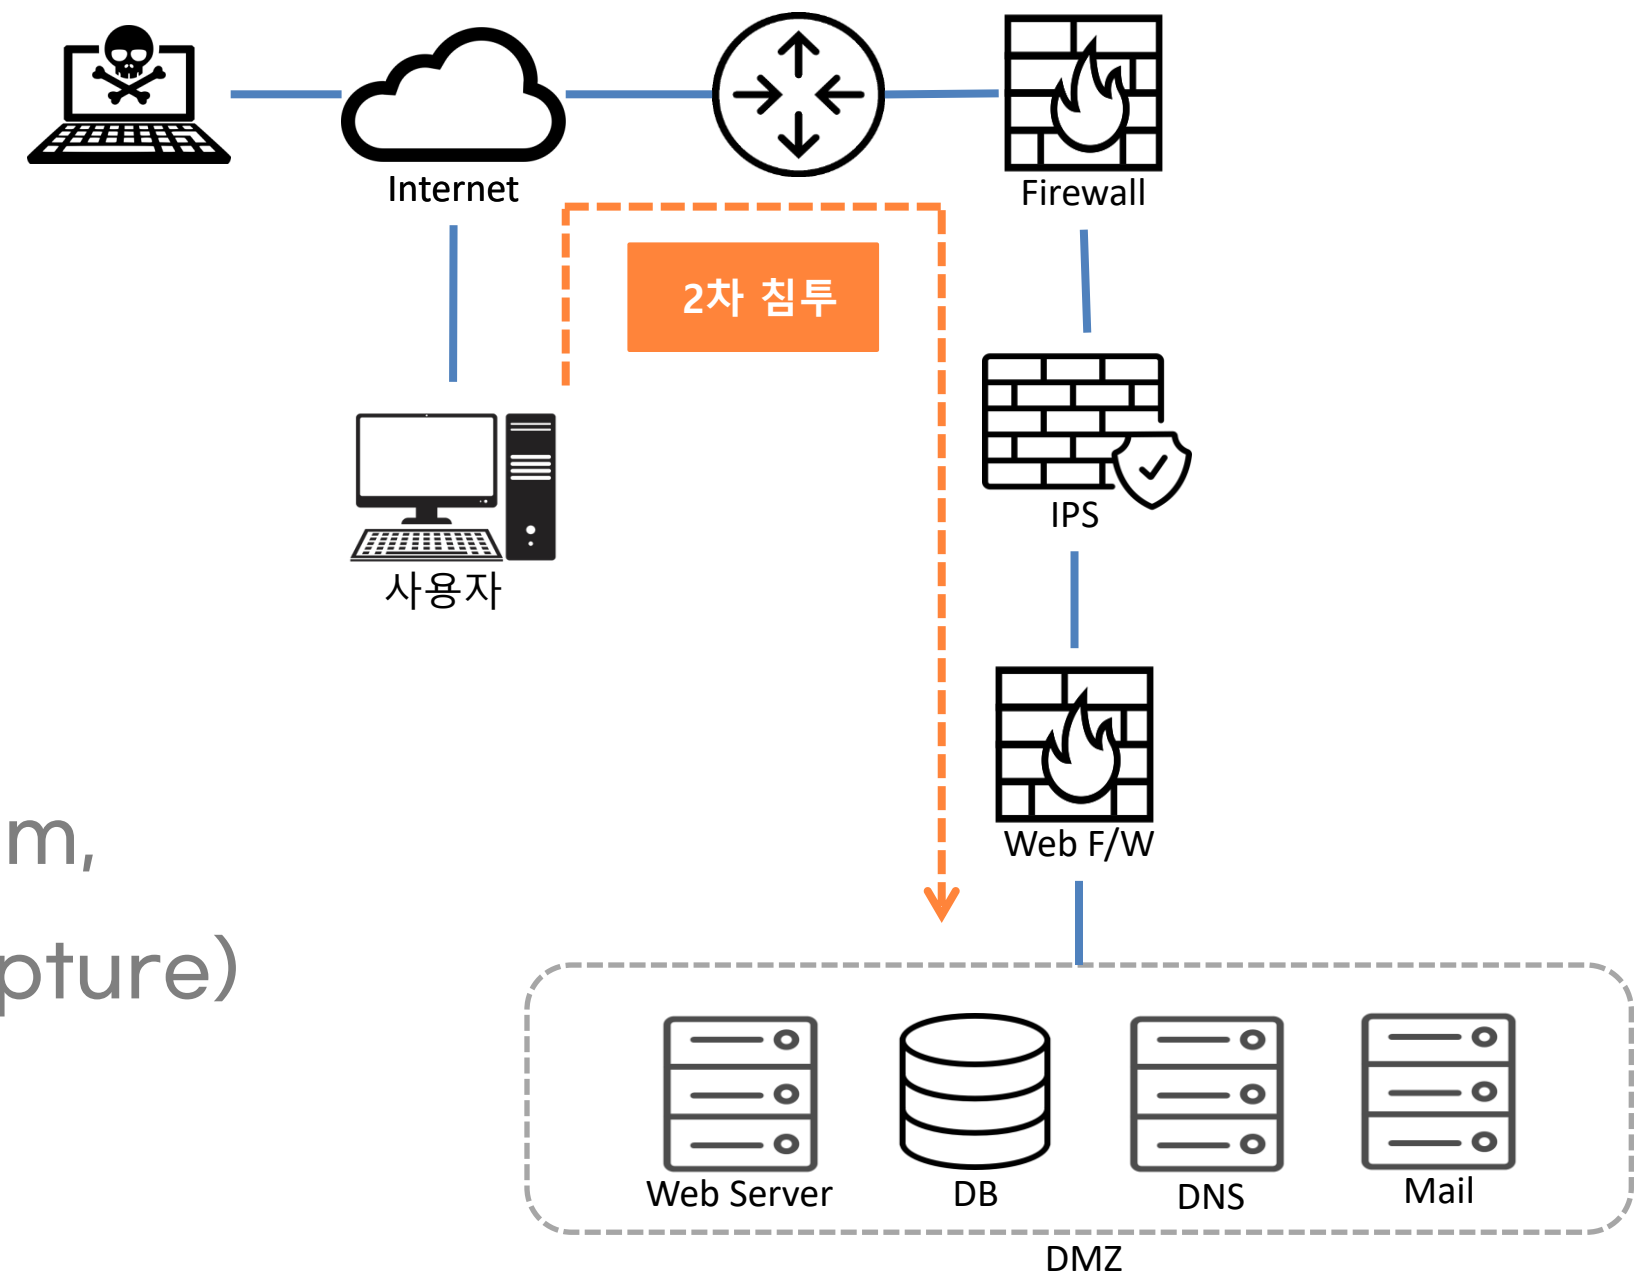 Internet
Firewall
2차 침투
IPS
사용자
m,
Web F/W
pture)
Web Server
DB
DNS
Mail
DMZ